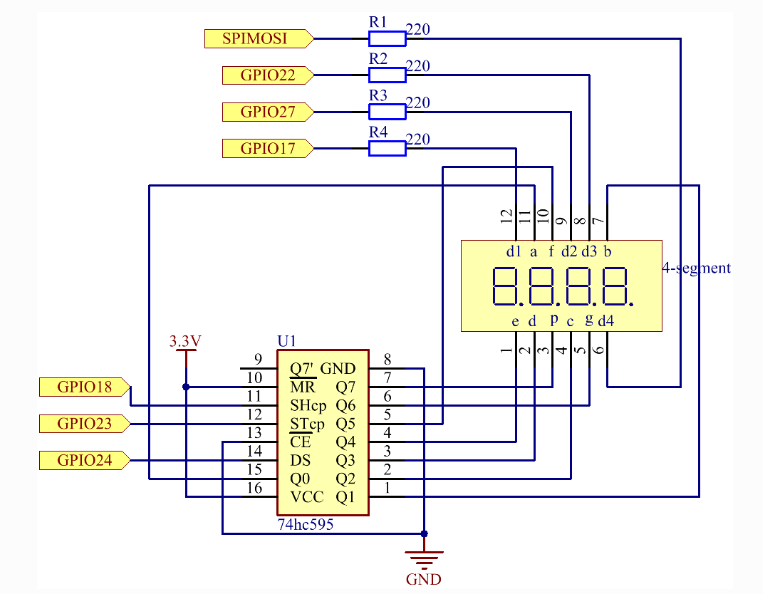 SPIMOSI R1 220
GPIO22 R2 220
GPIO27 R3 220
GPIO17 R4 220
12 11 10 9 8 7
d1 a f d2 d3 b
4-segment
8.8.8.8.
e d p c g d4
1 2 3 4 5 6
3.3V
U1
9 Q7' GND 8
10 MR Q7 7
GPIO18 11 SHcp Q6 6
GPIO23 12 STcp Q5 5
13 CE Q4 4
GPIO24 14 DS Q3 3
15 Q0 Q2 2
16 VCC Q1 1
74hc595
GND